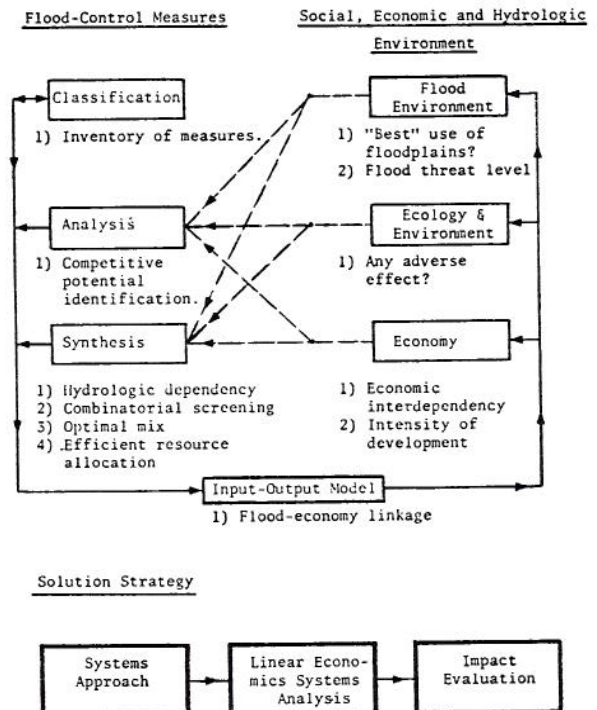 Flood-Control Measures
Social, Economic and Hydrologic
Environment
Classification
1) Inventory of measures.
Flood
Environment
1) "Best" use of
floodplains?
2) Flood threat level
Analysis
1) Competitive
potential
identification.
Ecology &
Environment
1) Any adverse
effect?
Synthesis
1) Hydrologic dependency
2) Combinatorial screening
3) Optimal mix
4) .Efficient resource
allocation
Economy
1) Economic
interdependency
2) Intensity of
development
Input-Output Model
1) Flood-economy linkage
Solution Strategy
Systems
Approach
Linear Econo-
mics Systems
Analysis
Impact
Evaluation